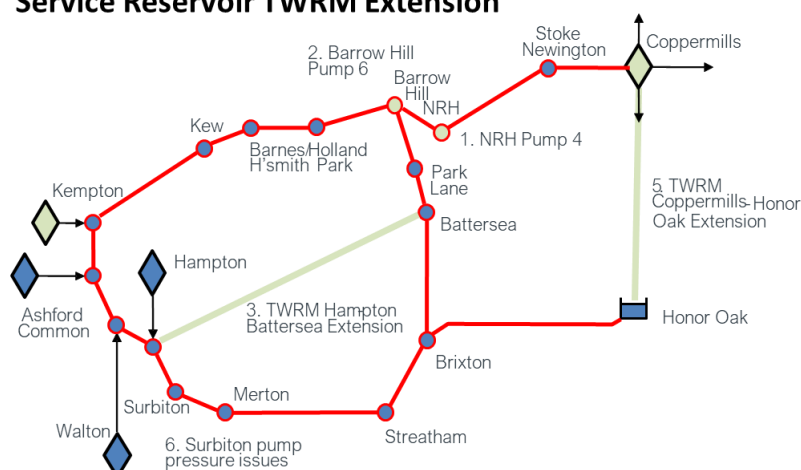 Service Reservoir TWRM Extension
Stoke
Newington
Coppermills
2. Barrow Hill
Pump 6
Barrow
Hill
NRH
1. NRH Pump 4
Kew
Barnes/Holland
H'smith Park
Park
Lane
Kempton
5. TWRM
Coppermills-Honor
Oak Extension
Battersea
Hampton
Ashford
Common
3. TWRM Hampton
Battersea Extension
Honor Oak
Brixton
Surbiton
Merton
Streatham
Walton
6. Surbiton pump
pressure issues